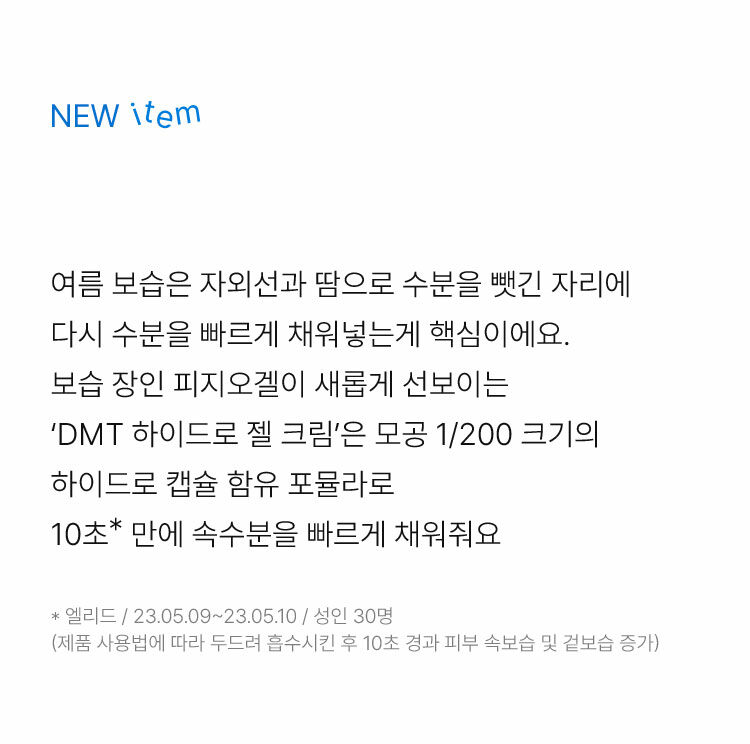 NEW item
여름 보습은 자외선과 땀으로 수분을 뺏긴 자리에
다시 수분을 빠르게 채워넣는게 핵심이에요.
보습 장인 피지오겔이 새롭게 선보이는
‘DMT 하이드로 젤 크림’은 모공 1/200 크기의
하이드로 캡슐 함유 포뮬라로
10초* 만에 속수분을 빠르게 채워줘요
* 엘리드 / 23.05.09~23.05.10 / 성인 30명
(제품 사용법에 따라 두드려 흡수시킨 후 10초 경과 피부 속보습 및 겉보습 증가)